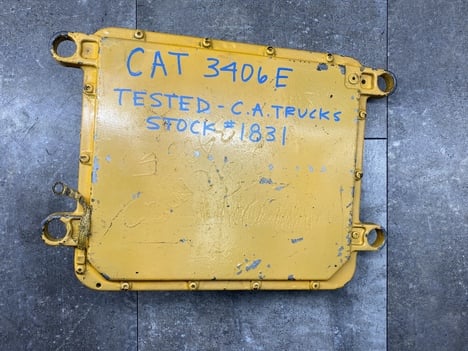 CAT 3406E
TESTED - C.A. TRUCKS
STOCK #1831